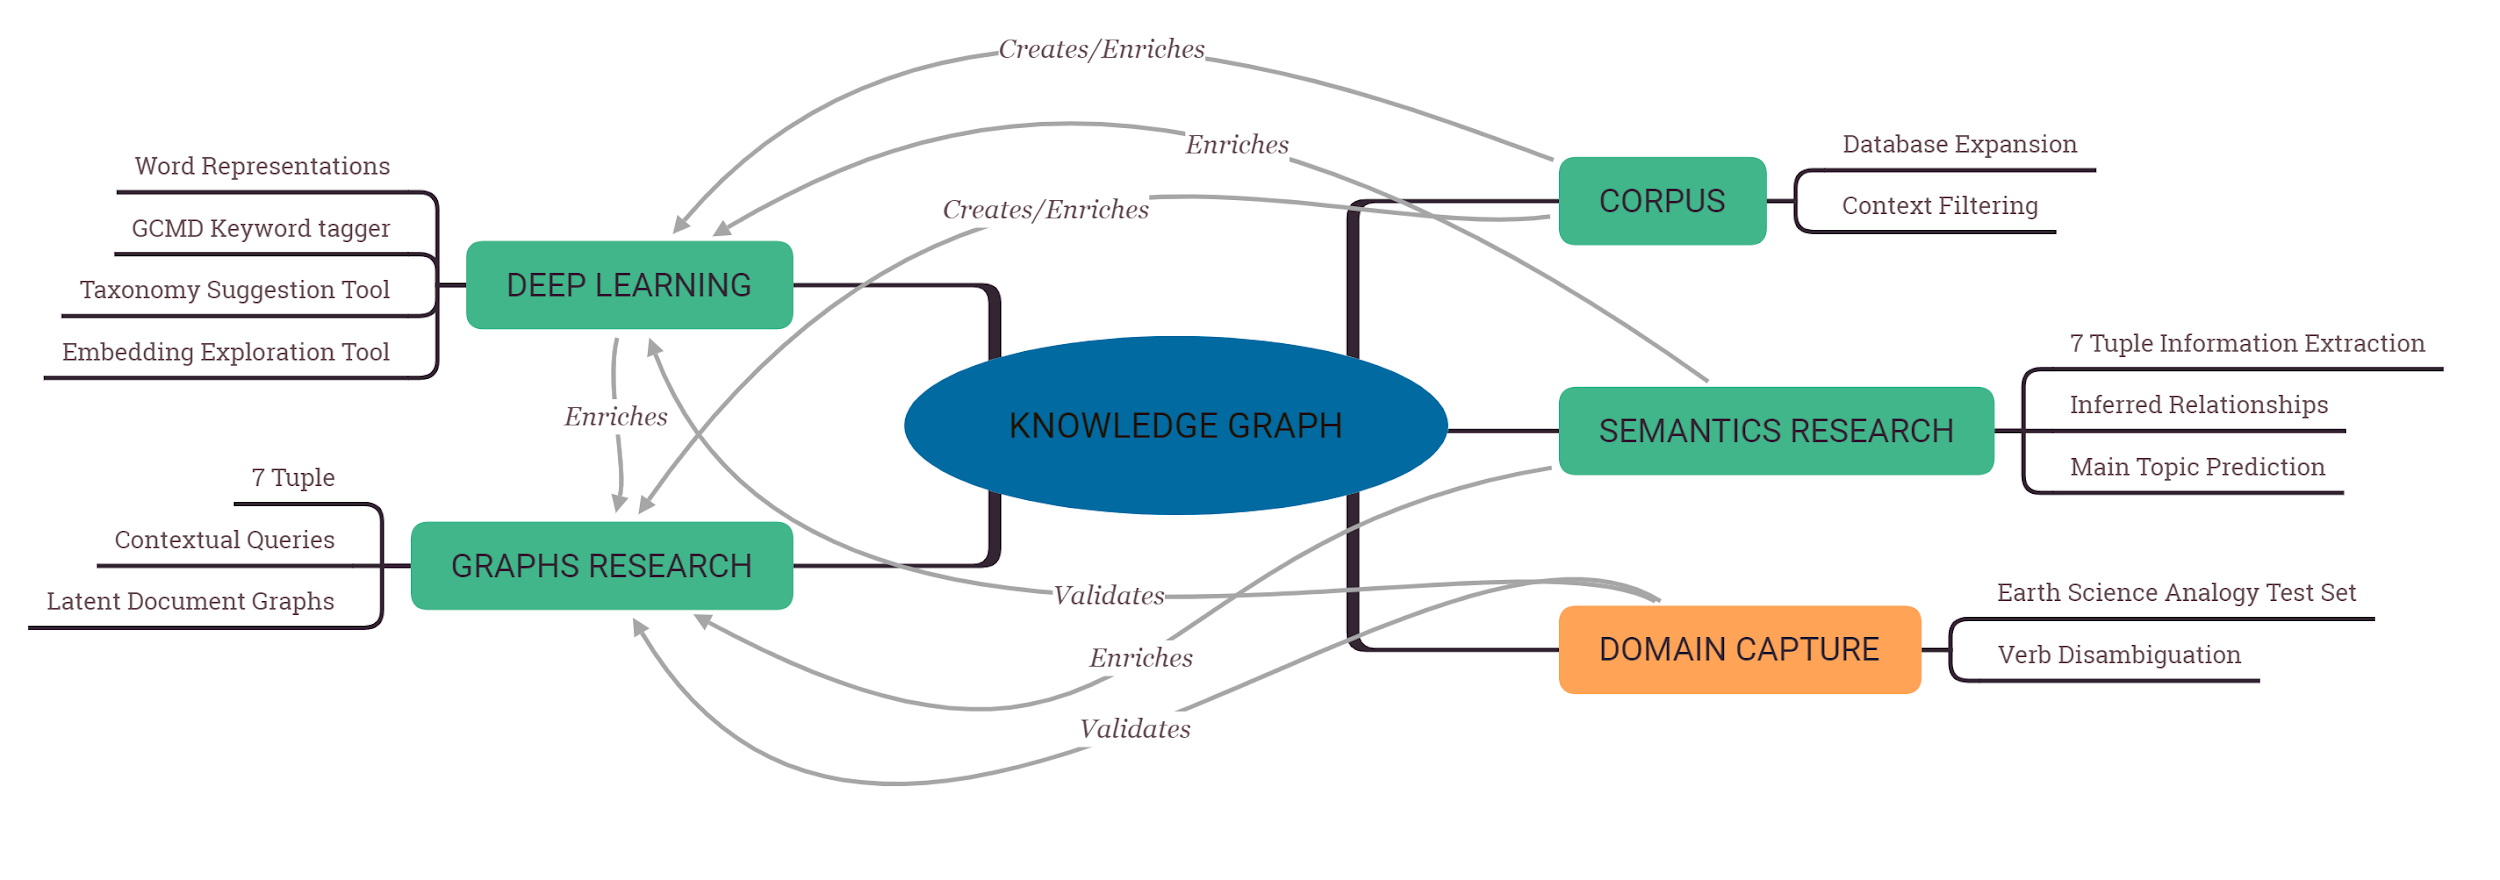 Creates/Enriches
Enriches
Creates/Enriches
Word Representations
GCMD Keyword tagger
Taxonomy Suggestion Tool
Embedding Exploration Tool
DEEP LEARNING
Enriches
7 Tuple
Contextual Queries
Latent Document Graphs
GRAPHS RESEARCH
KNOWLEDGE GRAPH
CORPUS
Database Expansion
Context Filtering
SEMANTICS RESEARCH
7 Tuple Information Extraction
Inferred Relationships
Main Topic Prediction
Validates
Enriches
Validates
DOMAIN CAPTURE
Earth Science Analogy Test Set
Verb Disambiguation